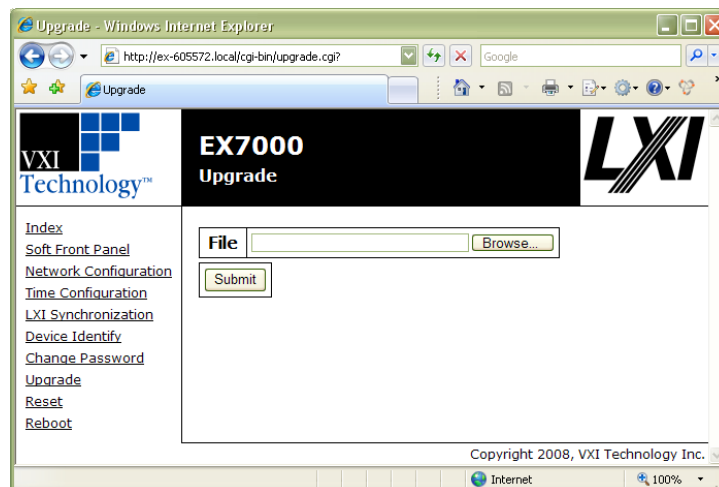 Upgrade - Windows Internet Explorer
http://ex-605572.local/cgi-bin/upgrade.cgi?
Google
Upgrade
VXI
Technology™
EX7000
Upgrade
LXI
Index
Soft Front Panel
Network Configuration
Time Configuration
LXI Synchronization
Device Identify
Change Password
Upgrade
Reset
Reboot
File Browse...
Submit
Copyright 2008, VXI Technology Inc.
Internet 100%